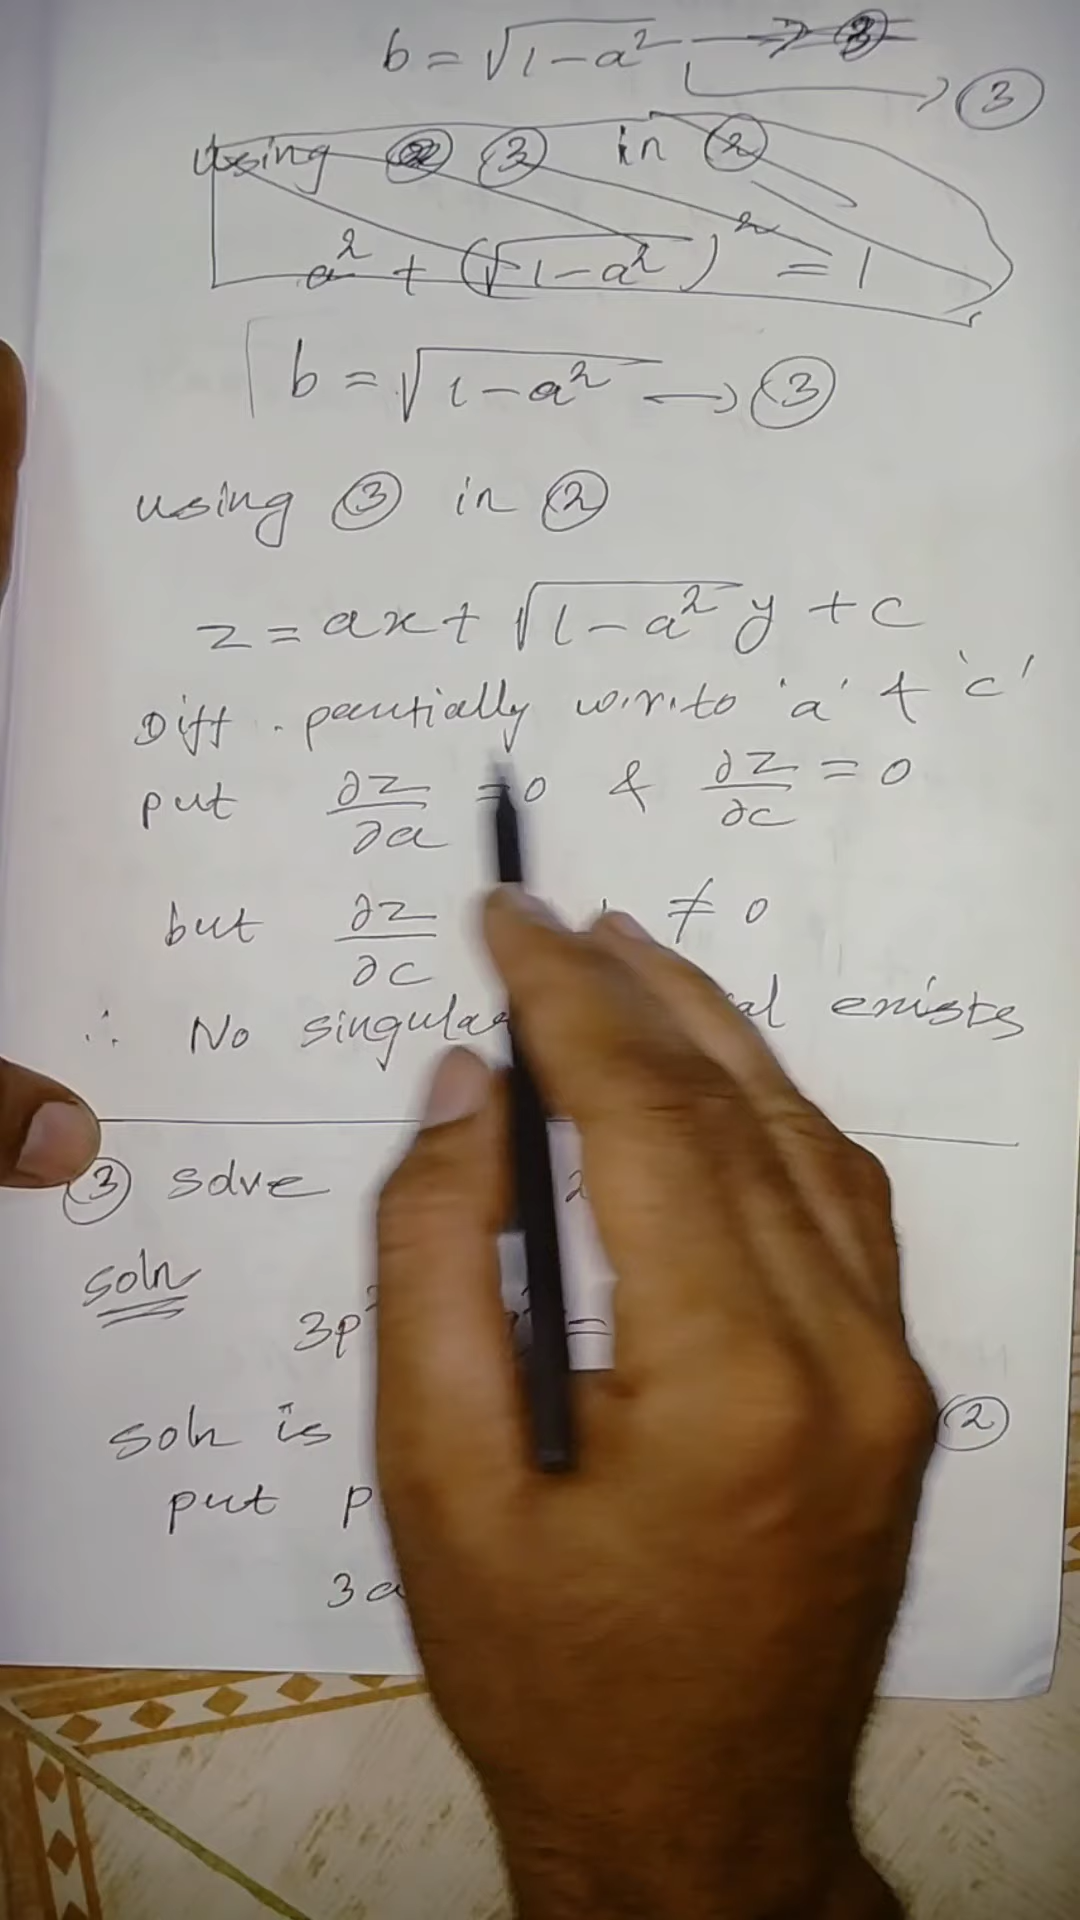 b = √1-a² → ③
using ③ in ②
a² + (√1-a²)² = 1
b = √1-a² → ③
using ③ in ②
z = ax + √1-a² y + c
Diff. partially w.r.to 'a' & 'c'
put ∂z/∂a = 0 & ∂z/∂c = 0
but ∂z/∂c ≠ 0
∴ No singular exists
③ solve
soln
3p² =
soln is ②
put p
3a